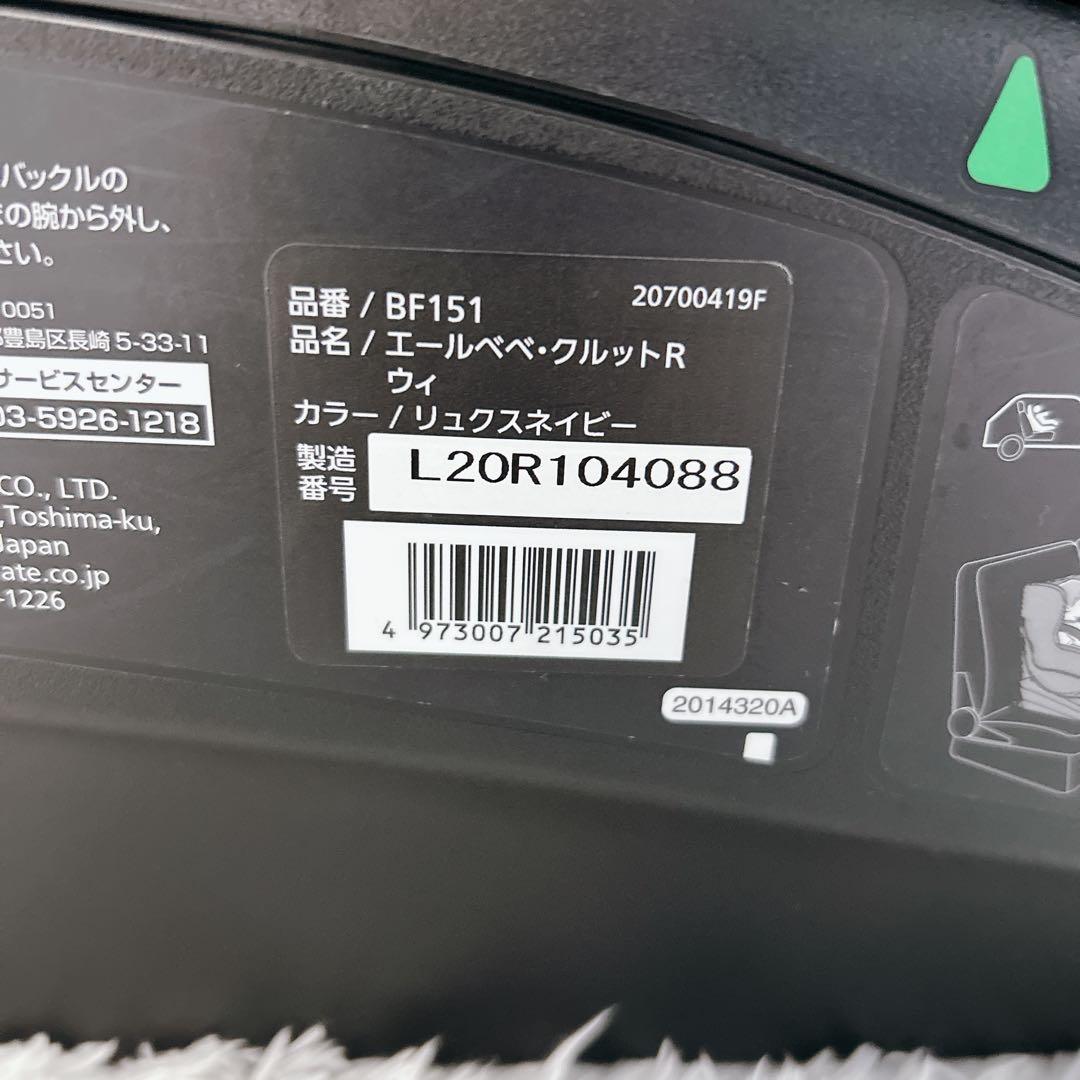 バックルの
の腕から外し、
さい。
0051
豊島区長崎5-33-11
サービスセンター
03-5926-1218
CO., LTD.
,Toshima-ku,
Japan
ate.co.jp
-1226
品番 / BF151
20700419F
品名 / エールベベ・クルットR
ウィ
カラー / リュクスネイビー
製造
番号
L20R104088
4 973007 215035
2014320A